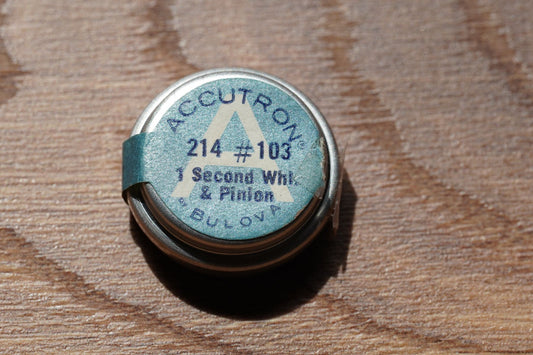 ACCUTRON®
A
214 #103
1 Second Whl.
& Pinion
BULOVA